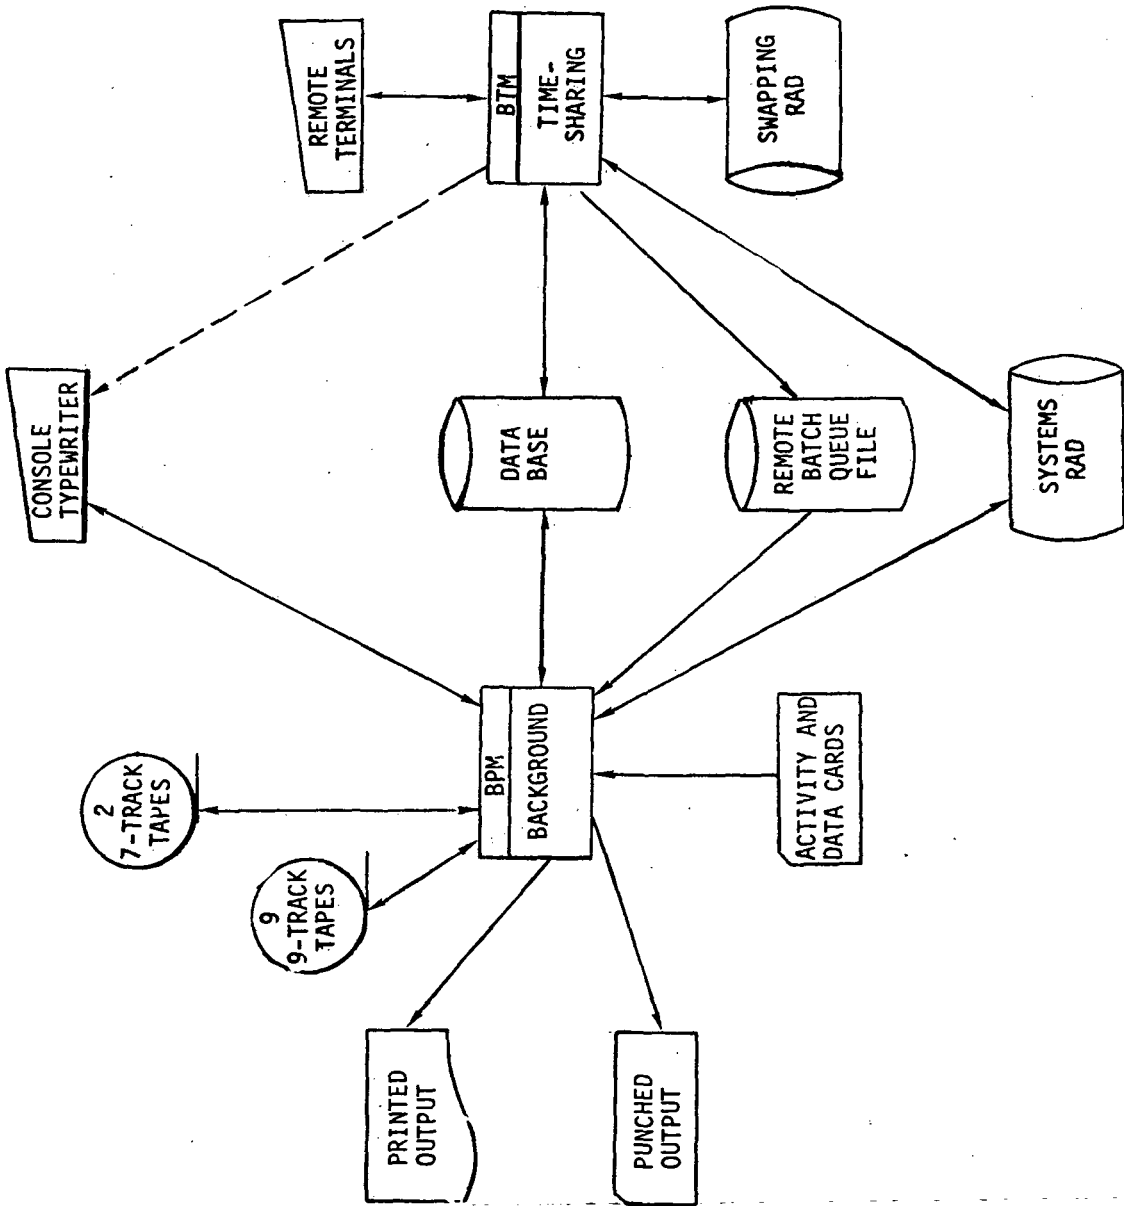 REMOTE
TERMINALS
BTM
TIME-
SHARING
SWAPPING
RAD
CONSOLE
TYPEWRITER
DATA
BASE
REMOTE
BATCH
QUEUE
FILE
SYSTEMS
RAD
2
7-TRACK
TAPES
9
9-TRACK
TAPES
BPM
BACKGROUND
ACTIVITY AND
DATA CARDS
PRINTED
OUTPUT
PUNCHED
OUTPUT